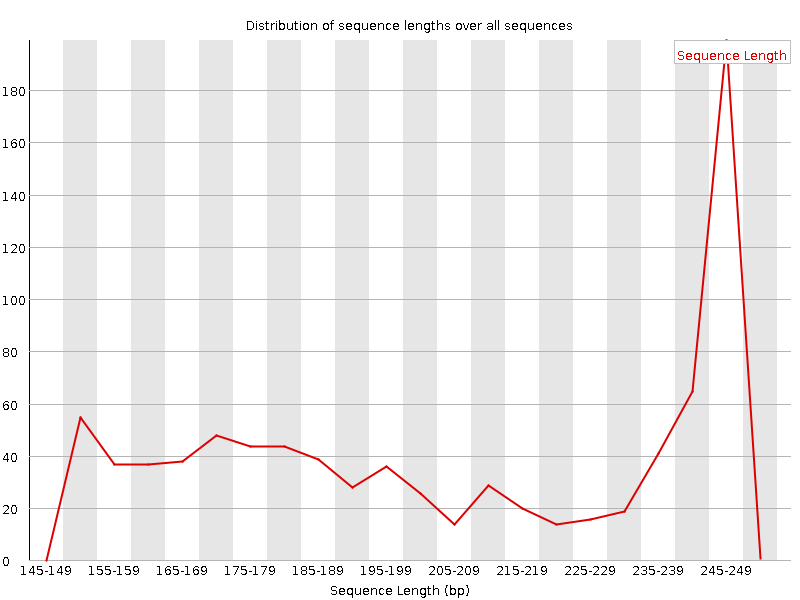 Distribution of sequence lengths over all sequences
Sequence Length
180
160
140
120
100
80
60
40
20
0
145-149 155-159 165-169 175-179 185-189 195-199 205-209 215-219 225-229 235-239 245-249
Sequence Length (bp)